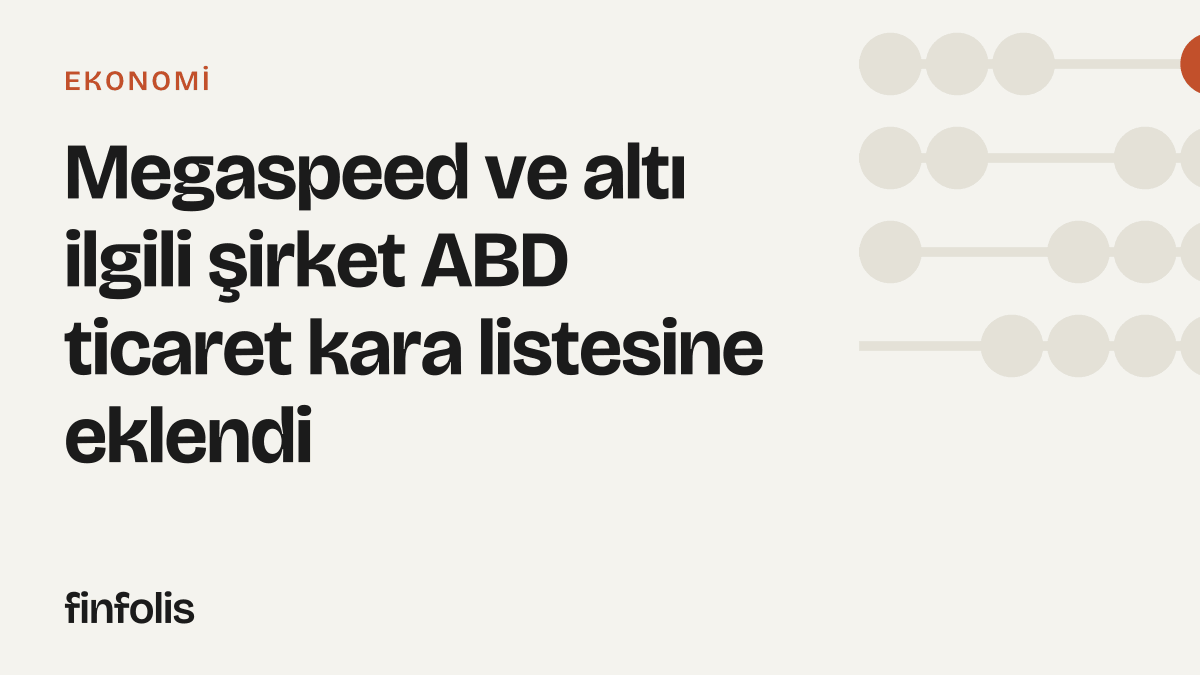 EKONOMİ
Megaspeed ve altı
ilgili şirket ABD
ticaret kara listesine
eklendi
finfolis